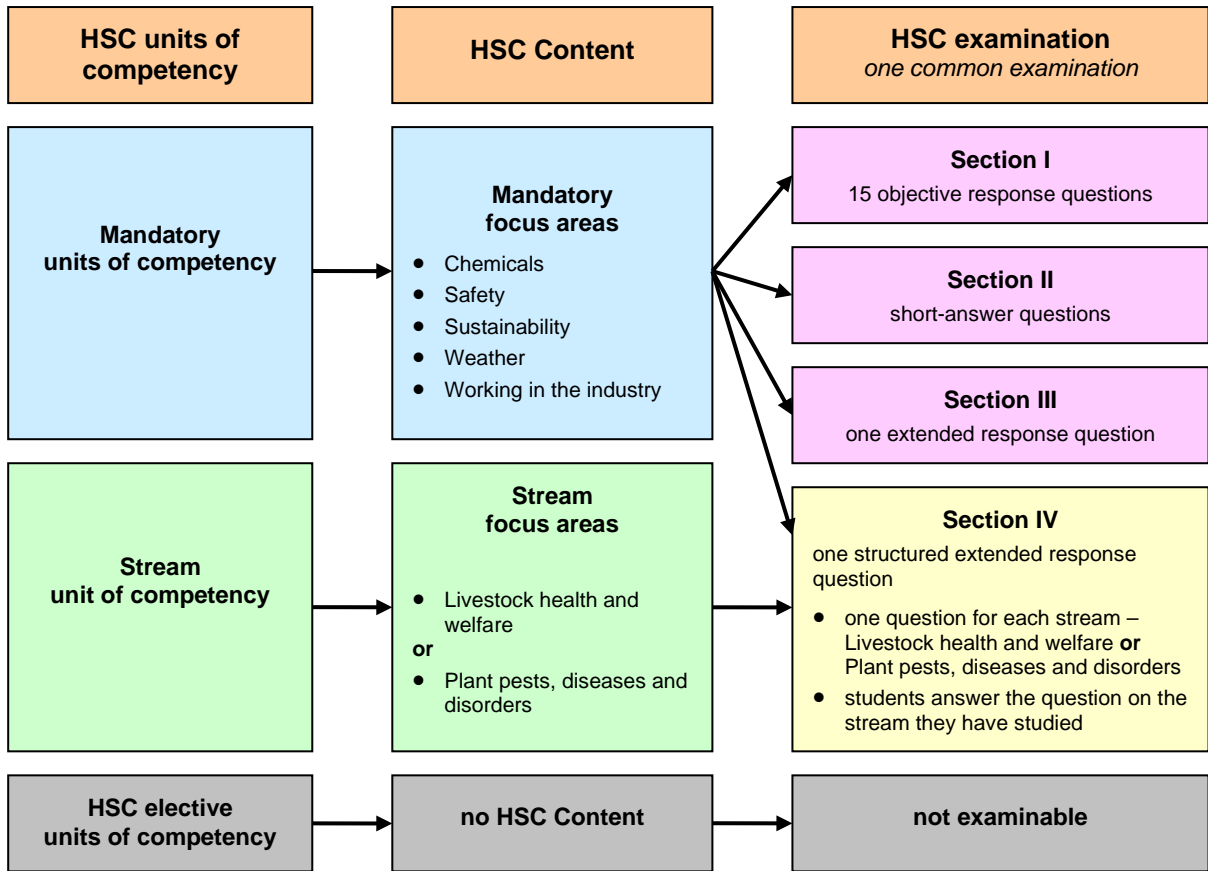 HSC units of
competency
HSC Content
HSC examination
one common examination
Mandatory
units of competency
Mandatory
focus areas
• Chemicals
• Safety
• Sustainability
• Weather
• Working in the industry
Section I
15 objective response questions
Section II
short-answer questions
Section III
one extended response question
Stream
unit of competency
Stream
focus areas
• Livestock health and
welfare
or
• Plant pests, diseases and
disorders
Section IV
one structured extended response
question
• one question for each stream –
Livestock health and welfare or
Plant pests, diseases and disorders
• students answer the question on the
stream they have studied
HSC elective
units of competency
no HSC Content
not examinable